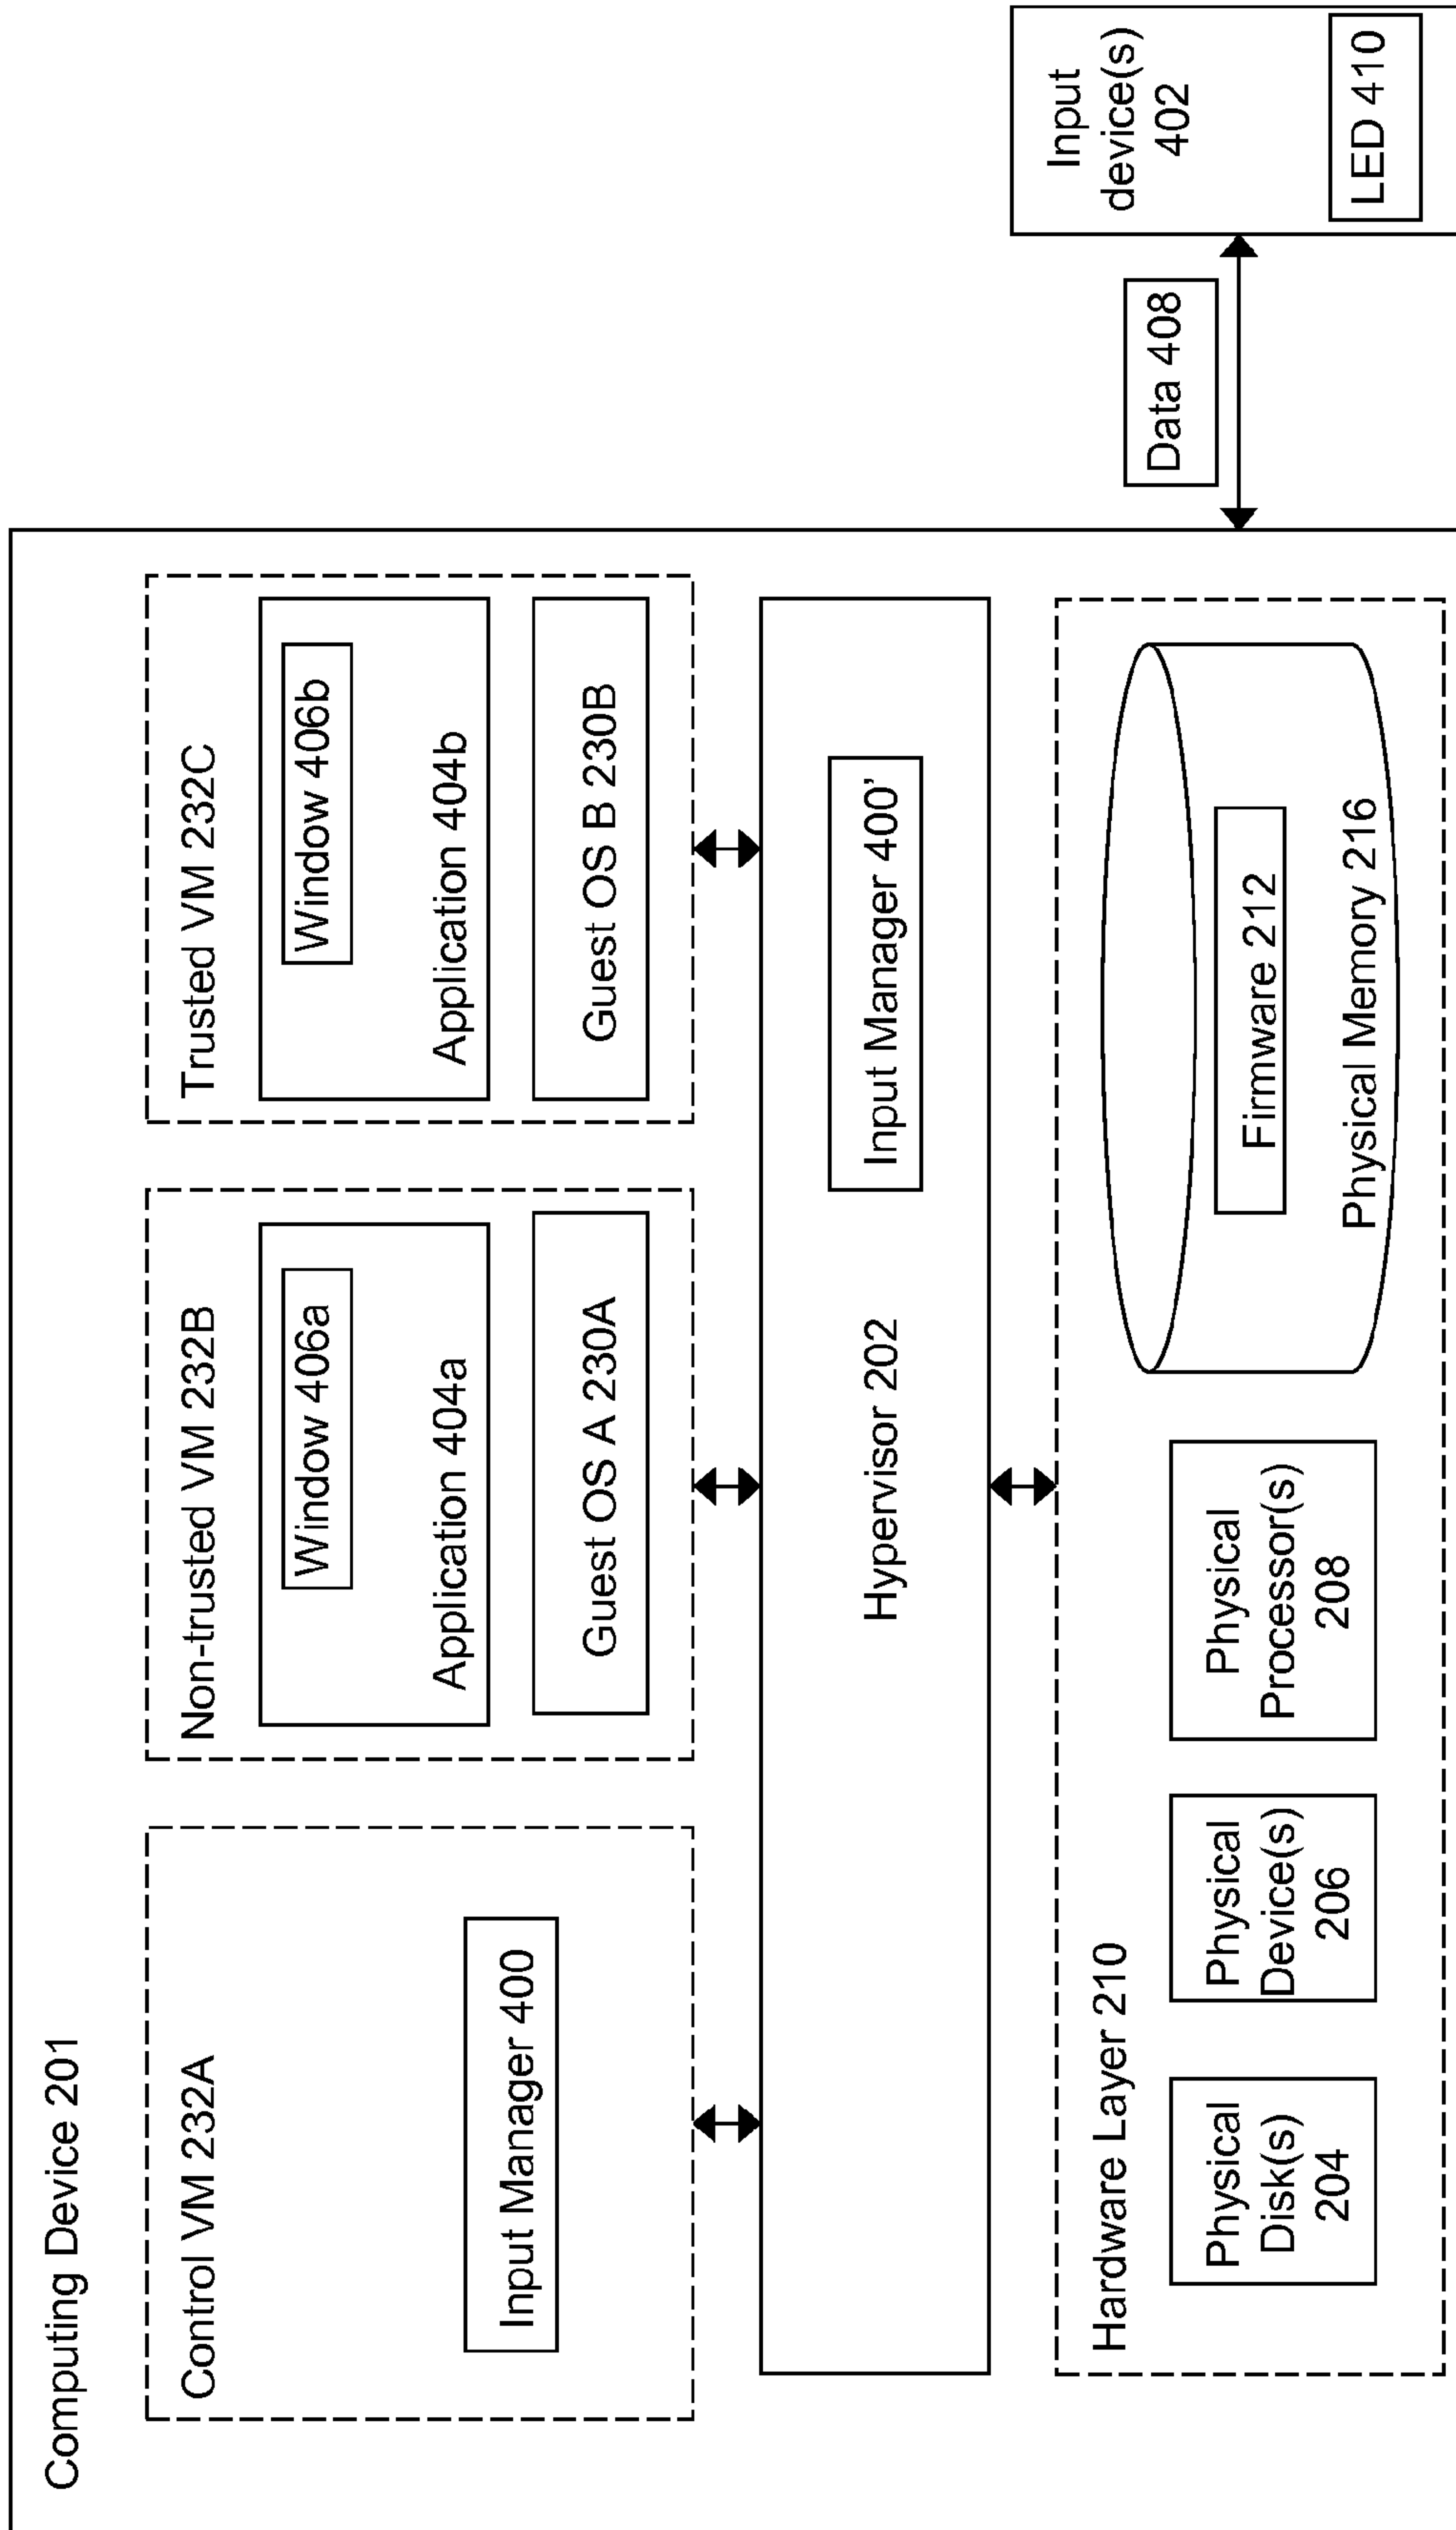 Computing Device 201
Control VM 232A
Input Manager 400
Non-trusted VM 232B
Window 406a
Application 404a
Guest OS A 230A
Trusted VM 232C
Window 406b
Application 404b
Guest OS B 230B
Hypervisor 202
Input Manager 400’
Hardware Layer 210
Physical
Disk(s)
204
Physical
Device(s)
206
Physical
Processor(s)
208
Firmware 212
Physical Memory 216
Data 408
Input
device(s)
402
LED 410